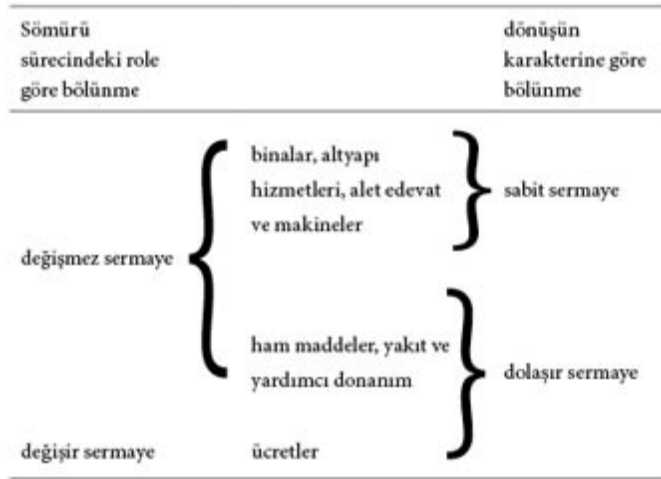 Sömürü
sürecindeki role
göre bölünme
dönüşün
karakterine göre
bölünme
değişmez sermaye
binalar, altyapı
hizmetleri, alet edevat
ve makineler
sabit sermaye
ham maddeler, yakıt ve
yardımcı donanım
dolaşır sermaye
değişir sermaye
ücretler